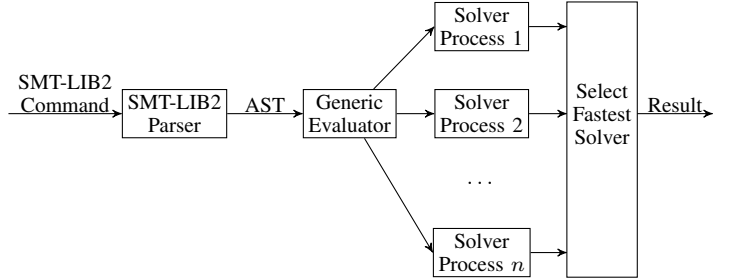 SMT-LIB2
Command
SMT-LIB2
Parser
AST
Generic
Evaluator
Solver
Process 1
Solver
Process 2
. . .
Solver
Process n
Select
Fastest
Solver
Result